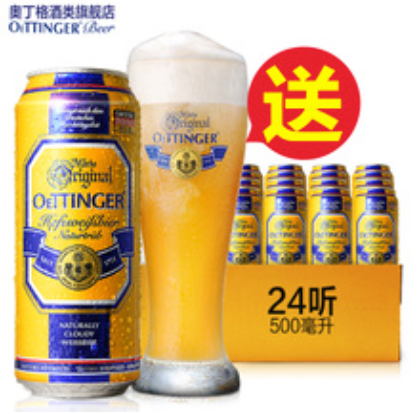 奥丁格酒类旗舰店
OETTINGER Beer
送
Original
OETTINGER
Hefeweißbier
Naturtrüb
NATURALLY
CLOUDY
Original
OETTINGER
24听
500毫升